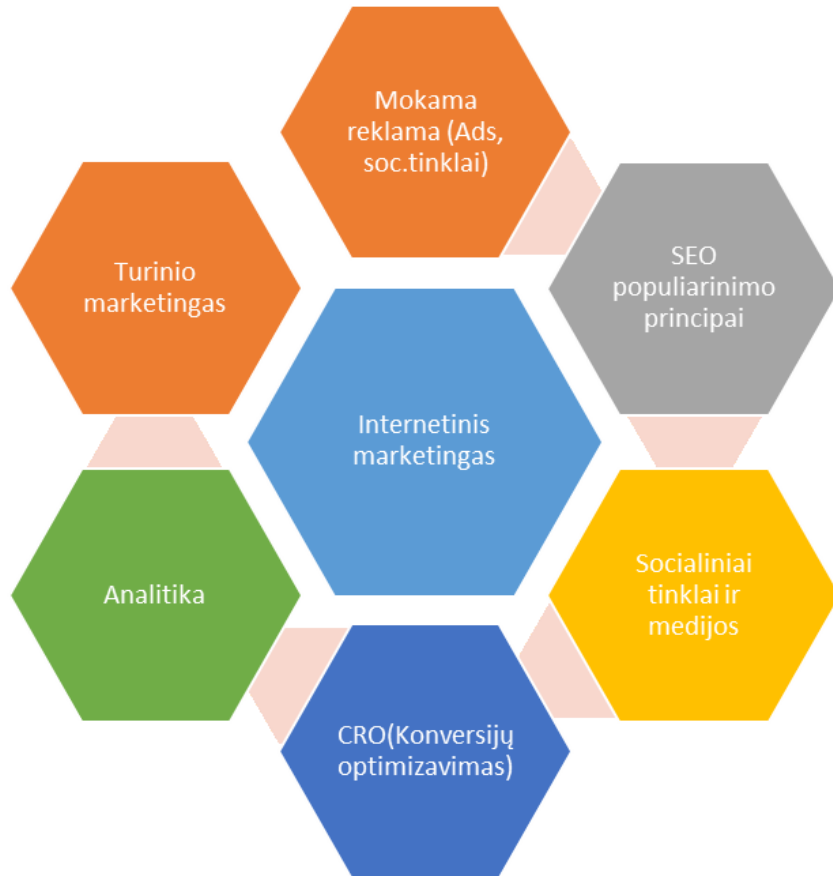 Mokama
reklama (Ads,
soc.tinklai)
SEO
populiarinimo
principai
Turinio
marketingas
Internetinis
marketingas
Socialiniai
tinklai ir
medijos
Analitika
CRO(Konversijų
optimizavimas)